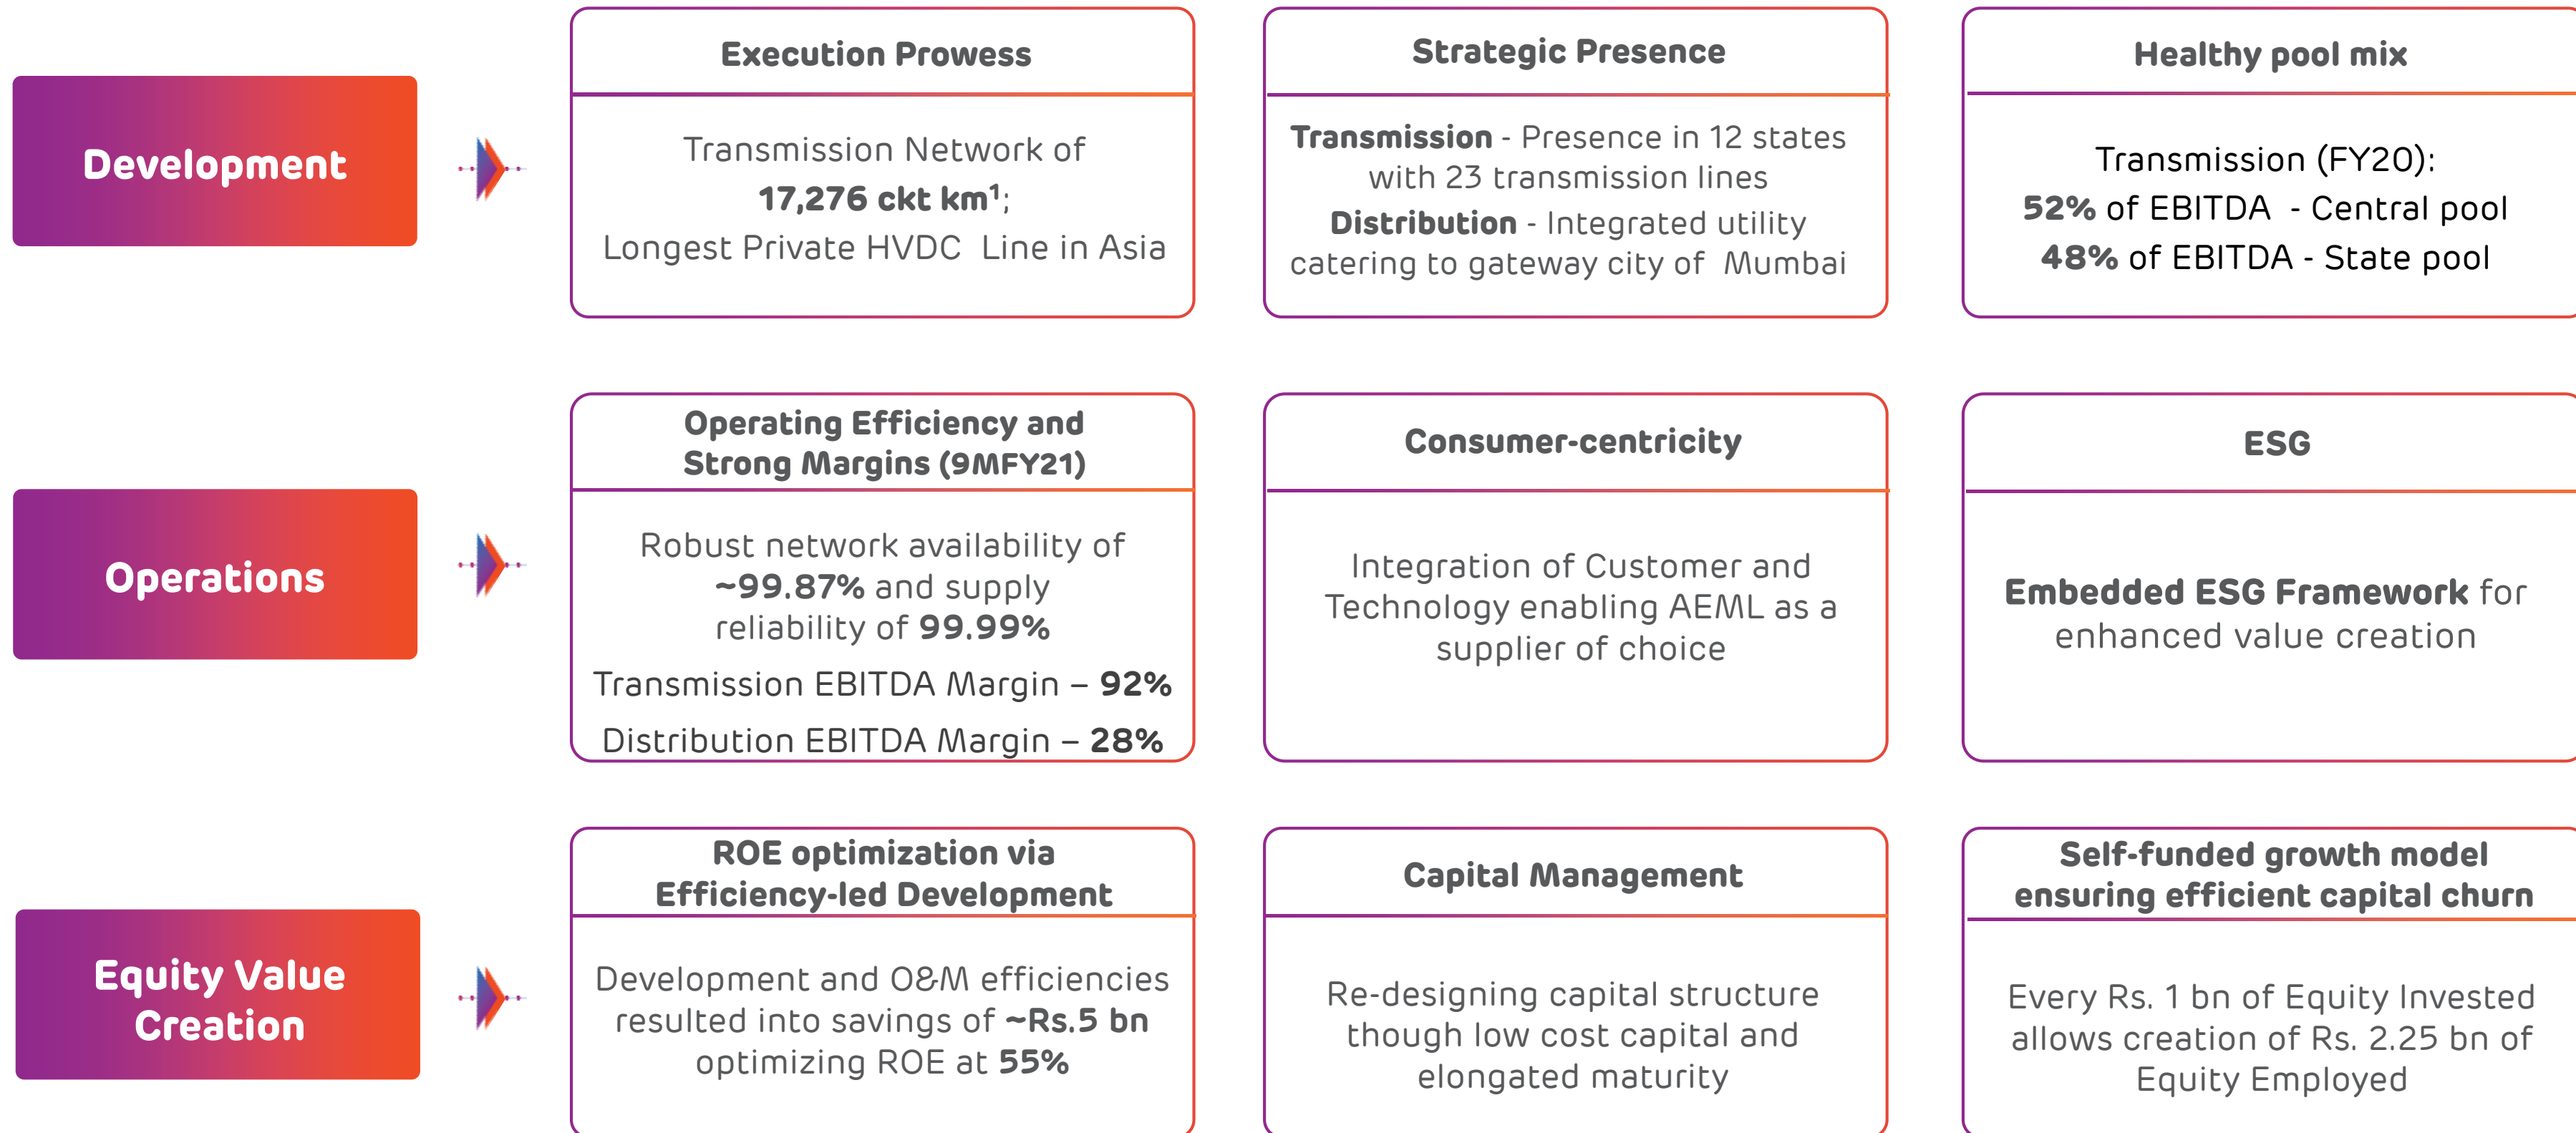 Development
Execution Prowess
Transmission Network of
17,276 ckt km¹;
Longest Private HVDC Line in Asia
Strategic Presence
Transmission - Presence in 12 states
with 23 transmission lines
Distribution - Integrated utility
catering to gateway city of Mumbai
Healthy pool mix
Transmission (FY20):
52% of EBITDA - Central pool
48% of EBITDA - State pool
Operations
Operating Efficiency and
Strong Margins (9MFY21)
Robust network availability of
~99.87% and supply
reliability of 99.99%
Transmission EBITDA Margin – 92%
Distribution EBITDA Margin – 28%
Consumer-centricity
Integration of Customer and
Technology enabling AEML as a
supplier of choice
ESG
Embedded ESG Framework for
enhanced value creation
Equity Value
Creation
ROE optimization via
Efficiency-led Development
Development and O&M efficiencies
resulted into savings of ~Rs.5 bn
optimizing ROE at 55%
Capital Management
Re-designing capital structure
though low cost capital and
elongated maturity
Self-funded growth model
ensuring efficient capital churn
Every Rs. 1 bn of Equity Invested
allows creation of Rs. 2.25 bn of
Equity Employed